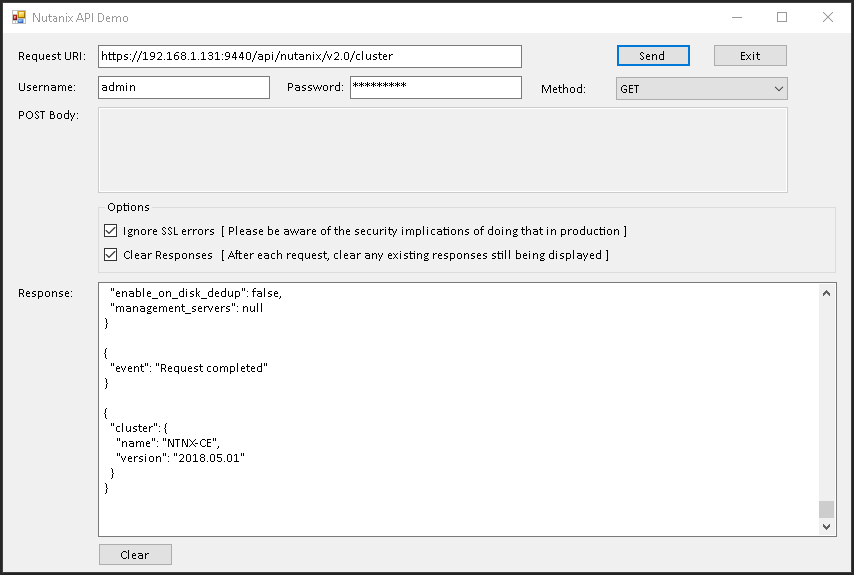 Nutanix API Demo
Request URI: https://192.168.1.131:9440/api/nutanix/v2.0/cluster Send Exit
Username: admin Password: ********* Method: GET
POST Body:
Options
Ignore SSL errors [ Please be aware of the security implications of doing that in production ]
Clear Responses [ After each request, clear any existing responses still being displayed ]
Response:
"enable_on_disk_dedup": false,
"management_servers": null
}
{
"event": "Request completed"
}
{
"cluster": {
"name": "NTNX-CE",
"version": "2018.05.01"
}
}
Clear